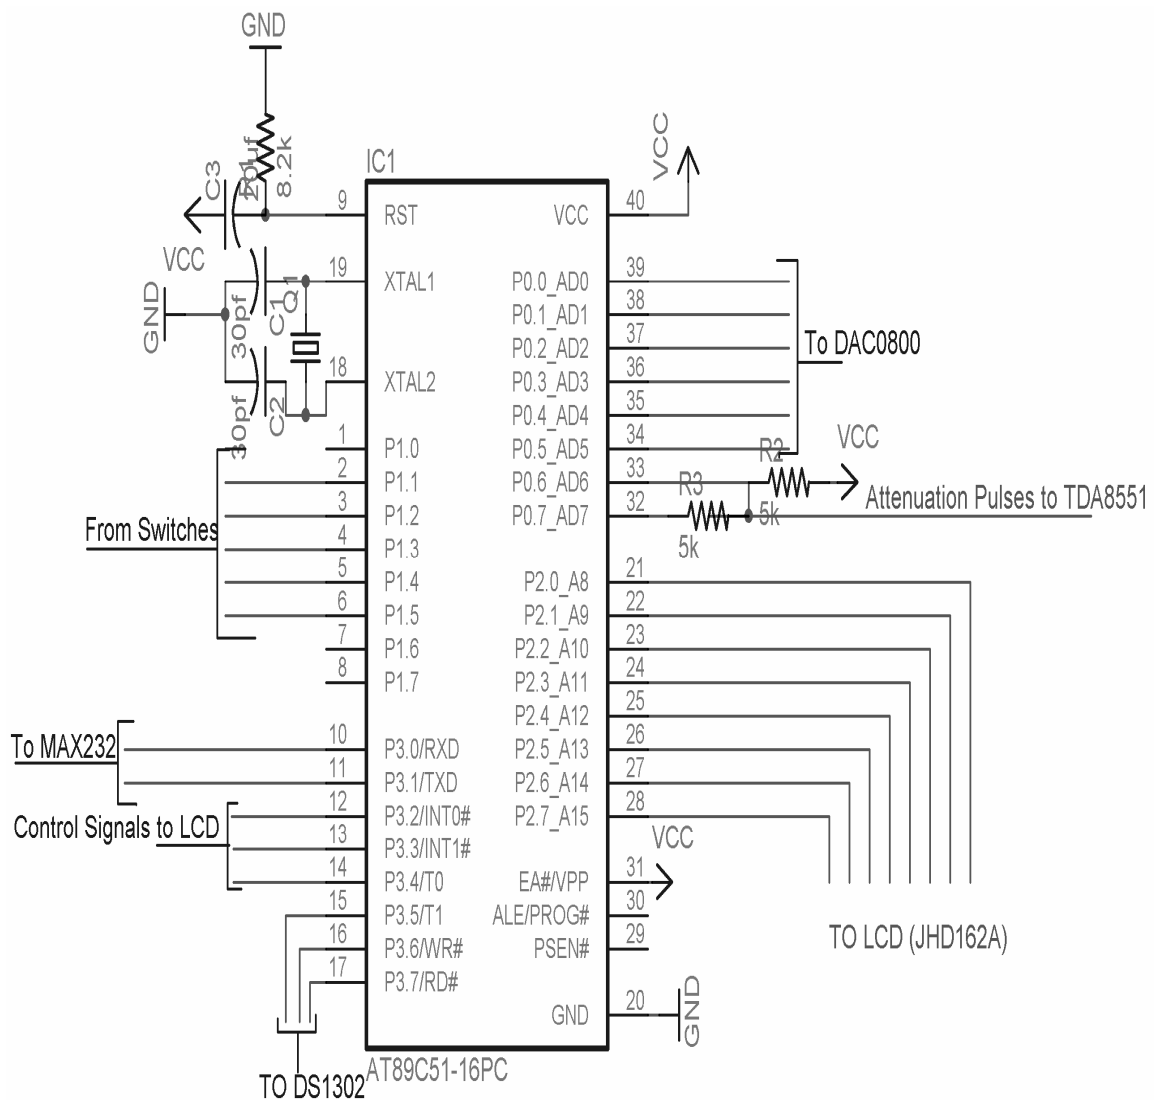 GND
C3
R1
20uf
8.2k
VCC
GND
30pf
C1
Q1
30pf
C2
IC1
9 RST
19 XTAL1
18 XTAL2
1 P1.0
2 P1.1
3 P1.2
4 P1.3
5 P1.4
6 P1.5
7 P1.6
8 P1.7
10 P3.0/RXD
11 P3.1/TXD
12 P3.2/INT0#
13 P3.3/INT1#
14 P3.4/T0
15 P3.5/T1
16 P3.6/WR#
17 P3.7/RD#
From Switches
To MAX232
Control Signals to LCD
TO DS1302
VCC 40
P0.0_AD0 39
P0.1_AD1 38
P0.2_AD2 37
P0.3_AD3 36
P0.4_AD4 35
P0.5_AD5 34
P0.6_AD6 33
P0.7_AD7 32
P2.0_A8 21
P2.1_A9 22
P2.2_A10 23
P2.3_A11 24
P2.4_A12 25
P2.5_A13 26
P2.6_A14 27
P2.7_A15 28
EA#/VPP 31
ALE/PROG# 30
PSEN# 29
GND 20
AT89C51-16PC
VCC
To DAC0800
R2
VCC
5k
R3
5k
Attenuation Pulses to TDA8551
VCC
TO LCD (JHD162A)
GND